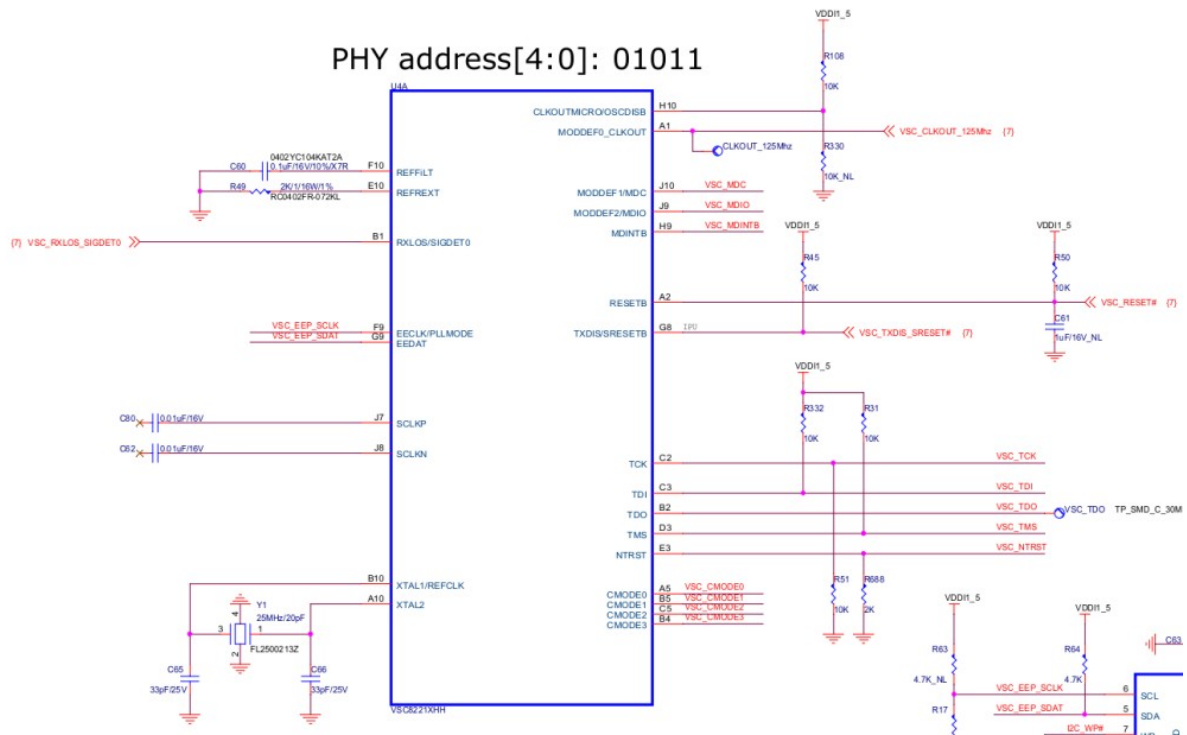 PHY address[4:0]: 01011
VDDI1_5
R108
10K
U4A
CLKOUTMICRO/OSCDISB
H10
MODDEF0_CLKOUT
A1
VSC_CLKOUT_125Mhz {7}
CLKOUT_125Mhz
R330
10K_NL
0402YC104KAT2A
C60
0.1uF/16V/10%/X7R
F10
REFFILT
R49
2K/1/16W/1%
E10
REFREXT
RC0402FR-072KL
MODDEF1/MDC
J10
VSC_MDC
MODDEF2/MDIO
J9
VSC_MDIO
MDINTB
H9
VSC_MDINTB
{7} VSC_RXLOS_SIGDET0
B1
RXLOS/SIGDET0
VDDI1_5
VDDI1_5
R45
10K
R50
10K
RESETB
A2
VSC_RESET# {7}
C61
1uF/16V_NL
VSC_EEP_SCLK
F9
EECLK/PLLMODE
VSC_EEP_SDAT
G9
EEDAT
TXDIS/SRESETB
G8
IPU
VSC_TXDIS_SRESET# {7}
VDDI1_5
R332
10K
R31
10K
C80
0.01uF/16V
J7
SCLKP
C62
0.01uF/16V
J8
SCLKN
TCK
C2
VSC_TCK
TDI
C3
VSC_TDI
TDO
B2
VSC_TDO
VSC_TDO
TP_SMD_C_30M
TMS
D3
VSC_TMS
NTRST
E3
VSC_NTRST
B10
XTAL1/REFCLK
A10
XTAL2
R51
10K
R688
2K
CMODE0
A5
VSC_CMODE0
CMODE1
B5
VSC_CMODE1
CMODE2
C5
VSC_CMODE2
CMODE3
B4
VSC_CMODE3
Y1
25MHz/20pF
4
3
1
2
FL2500213Z
C65
33pF/25V
C66
33pF/25V
VSC8221XHH
VDDI1_5
VDDI1_5
R63
4.7K_NL
R64
4.7K
C63
VSC_EEP_SCLK
6
SCL
VSC_EEP_SDAT
5
SDA
R17
I2C_WP#
7